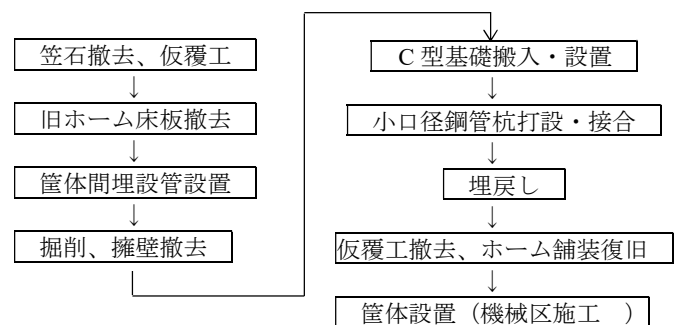 笠石撤去、仮覆工
↓
旧ホーム床板撤去
↓
筐体間埋設管設置
↓
掘削、擁壁撤去
C 型基礎搬入・設置
↓
小口径鋼管杭打設・接合
↓
埋戻し
↓
仮覆工撤去、ホーム舗装復旧
↓
筐体設置（機械区施工　）